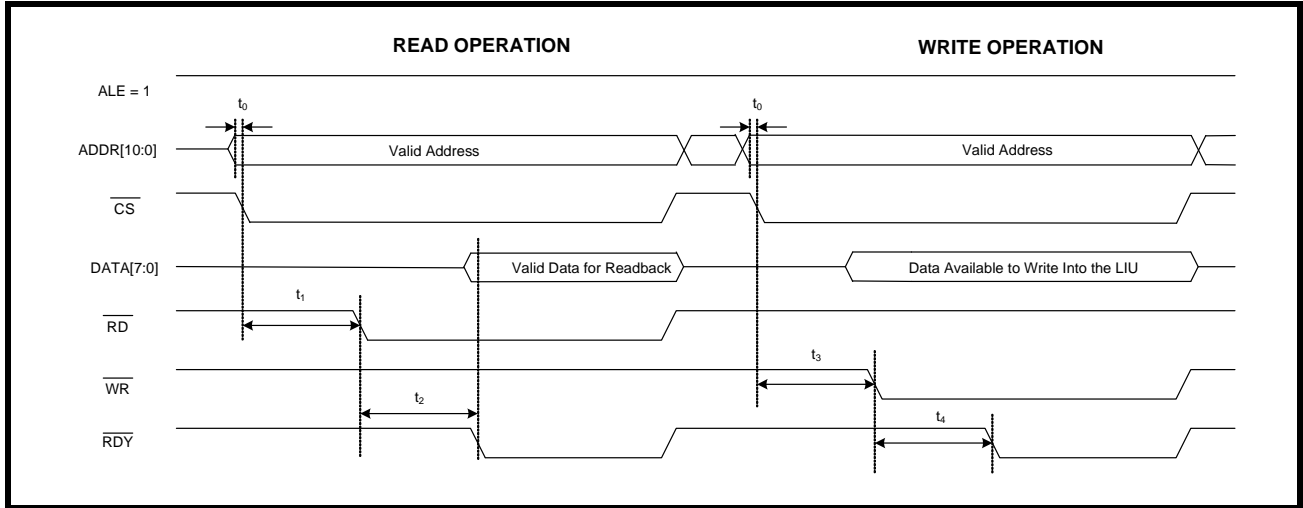 READ OPERATION WRITE OPERATION
ALE = 1
t0 t0
ADDR[10:0] Valid Address Valid Address
CS
DATA[7:0] Valid Data for Readback Data Available to Write Into the LIU
t1
RD
t3
WR
t2
t4
RDY